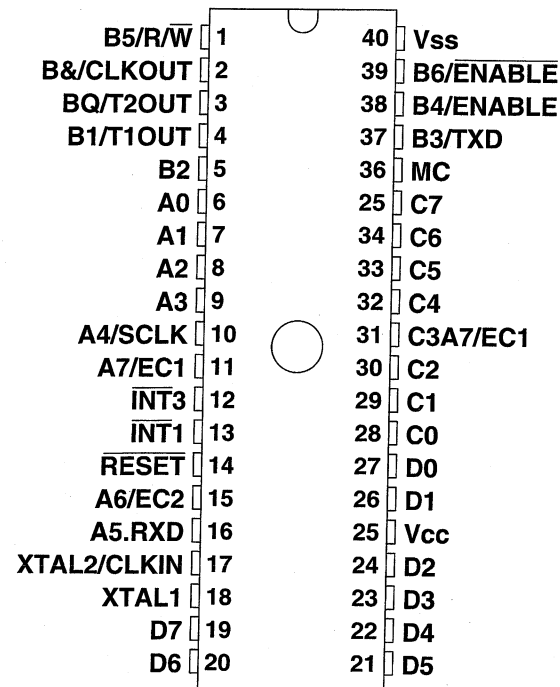 B5/R/W 1 40 Vss
B&/CLKOUT 2 39 B6/ENABLE
BQ/T2OUT 3 38 B4/ENABLE
B1/T1OUT 4 37 B3/TXD
B2 5 36 MC
A0 6 25 C7
A1 7 34 C6
A2 8 33 C5
A3 9 32 C4
A4/SCLK 10 31 C3A7/EC1
A7/EC1 11 30 C2
INT3 12 29 C1
INT1 13 28 C0
RESET 14 27 D0
A6/EC2 15 26 D1
A5.RXD 16 25 Vcc
XTAL2/CLKIN 17 24 D2
XTAL1 18 23 D3
D7 19 22 D4
D6 20 21 D5